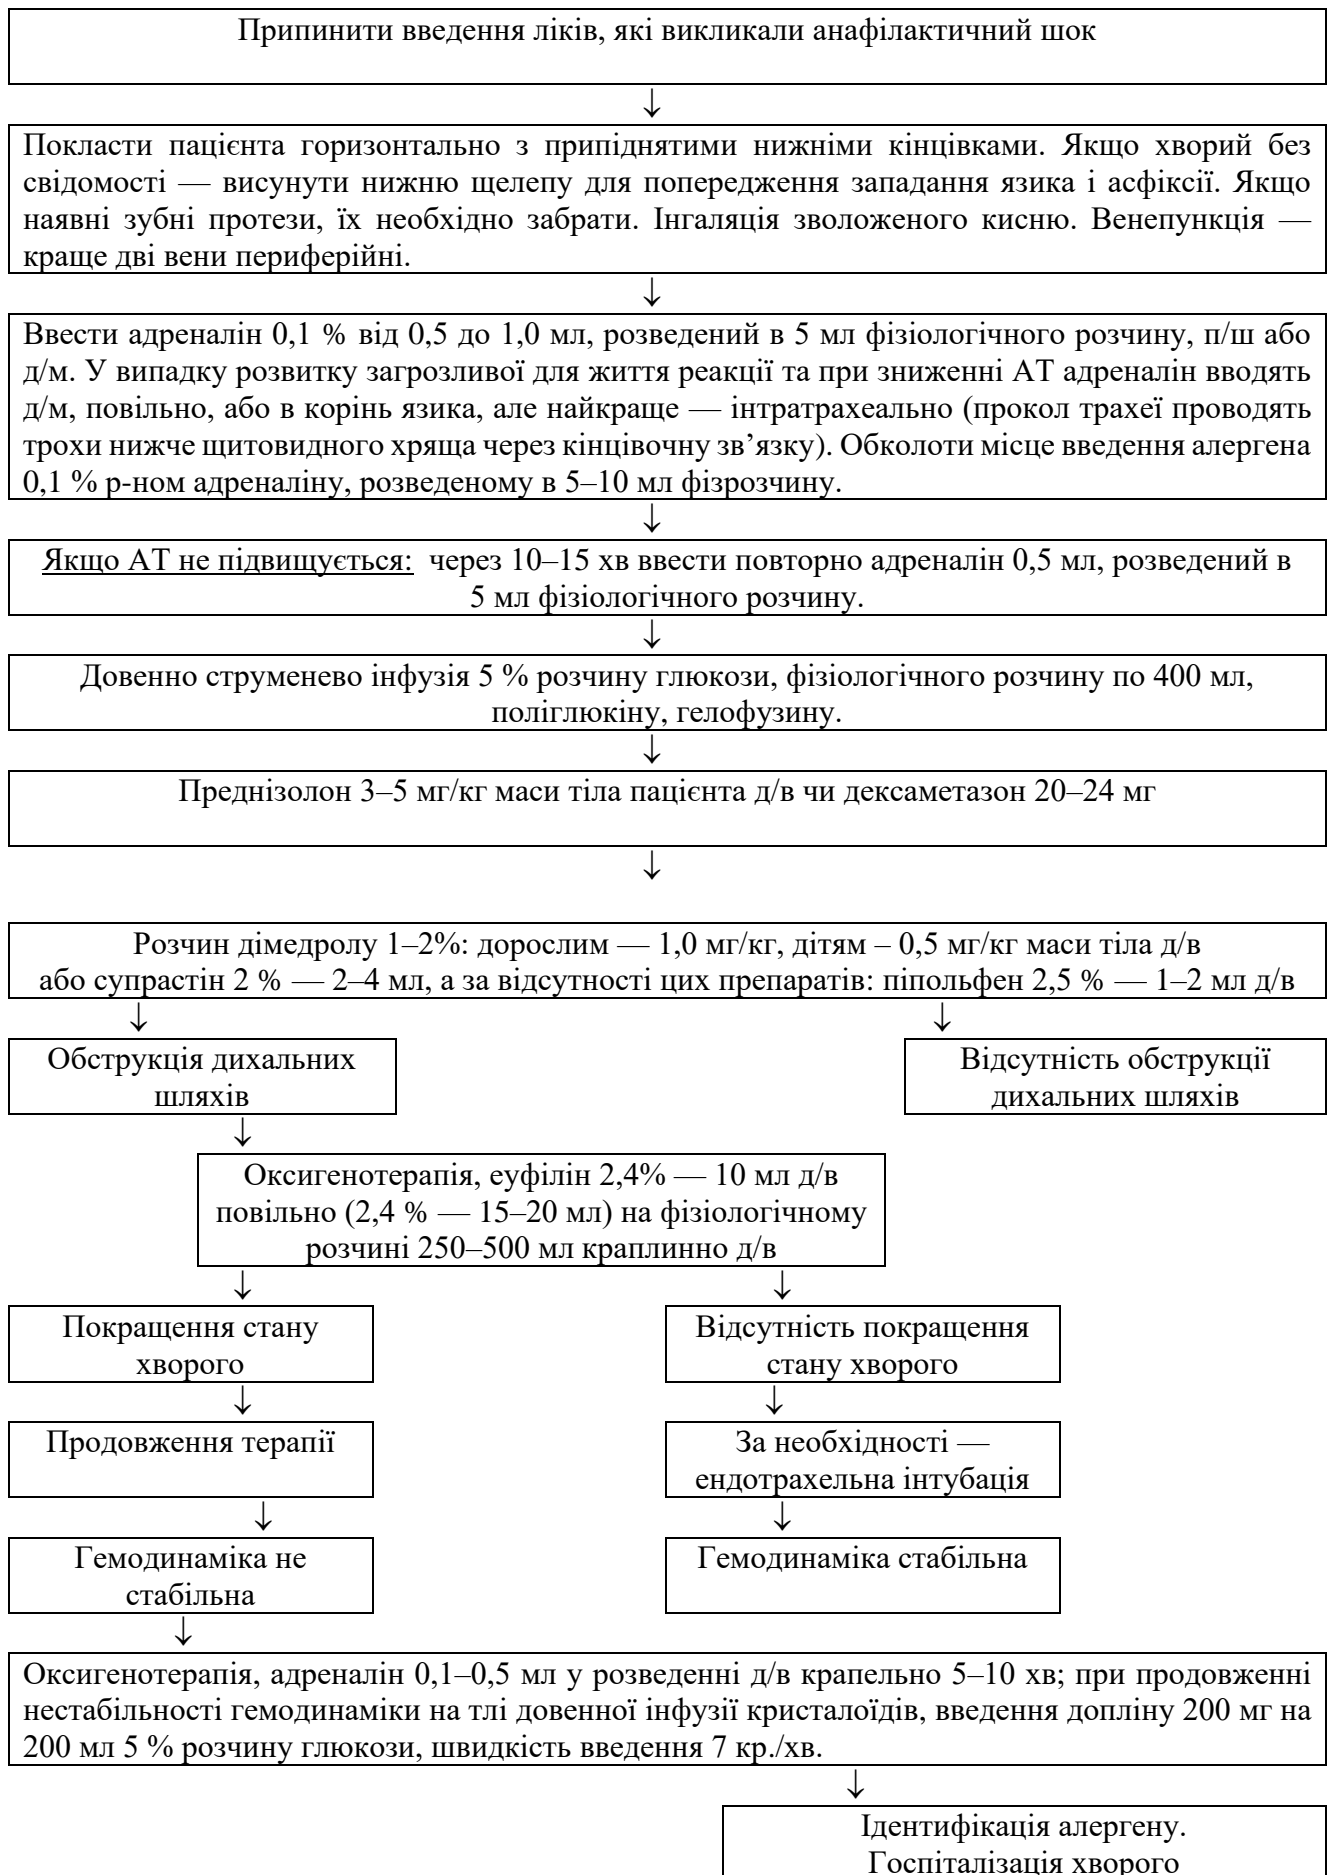 Припинити введення ліків, які викликали анафілактичний шок
↓
Покласти пацієнта горизонтально з припіднятими нижніми кінцівками. Якщо хворий без
свідомості — висунути нижню щелепу для попередження западання язика і асфіксії. Якщо
наявні зубні протези, їх необхідно забрати. Інгаляція зволоженого кисню. Венепункція —
краще дві вени периферійні.
↓
Ввести адреналін 0,1 % від 0,5 до 1,0 мл, розведений в 5 мл фізіологічного розчину, п/ш або
д/м. У випадку розвитку загрозливої для життя реакції та при зниженні АТ адреналін вводять
д/м, повільно, або в корінь язика, але найкраще — інтратрахеально (прокол трахеї проводять
трохи нижче щитовидного хряща через кінцівочну зв’язку). Обколоти місце введення алергена
0,1 % р-ном адреналіну, розведеному в 5–10 мл фізрозчину.
↓
Якщо АТ не підвищується: через 10–15 хв ввести повторно адреналін 0,5 мл, розведений в
5 мл фізіологічного розчину.
↓
Довенно струменево інфузія 5 % розчину глюкози, фізіологічного розчину по 400 мл,
поліглюкіну, гелофузину.
↓
Преднізолон 3–5 мг/кг маси тіла пацієнта д/в чи дексаметазон 20–24 мг
↓
Розчин дімедролу 1–2%: дорослим — 1,0 мг/кг, дітям – 0,5 мг/кг маси тіла д/в
або супрастін 2 % — 2–4 мл, а за відсутності цих препаратів: піпольфен 2,5 % — 1–2 мл д/в
↓ ↓
Обструкція дихальних
шляхів
Відсутність обструкції
дихальних шляхів
↓
Оксигенотерапія, еуфілін 2,4% — 10 мл д/в
повільно (2,4 % — 15–20 мл) на фізіологічному
розчині 250–500 мл краплинно д/в
↓ ↓
Покращення стану
хворого
Відсутність покращення
стану хворого
↓ ↓
Продовження терапії
За необхідності —
ендотрахельна інтубація
↓ ↓
Гемодинаміка не
стабільна
Гемодинаміка стабільна
↓
Оксигенотерапія, адреналін 0,1–0,5 мл у розведенні д/в крапельно 5–10 хв; при продовженні
нестабільності гемодинаміки на тлі довенної інфузії кристалоїдів, введення допліну 200 мг на
200 мл 5 % розчину глюкози, швидкість введення 7 кр./хв.
↓
Ідентифікація алергену.
Госпіталізація хворого